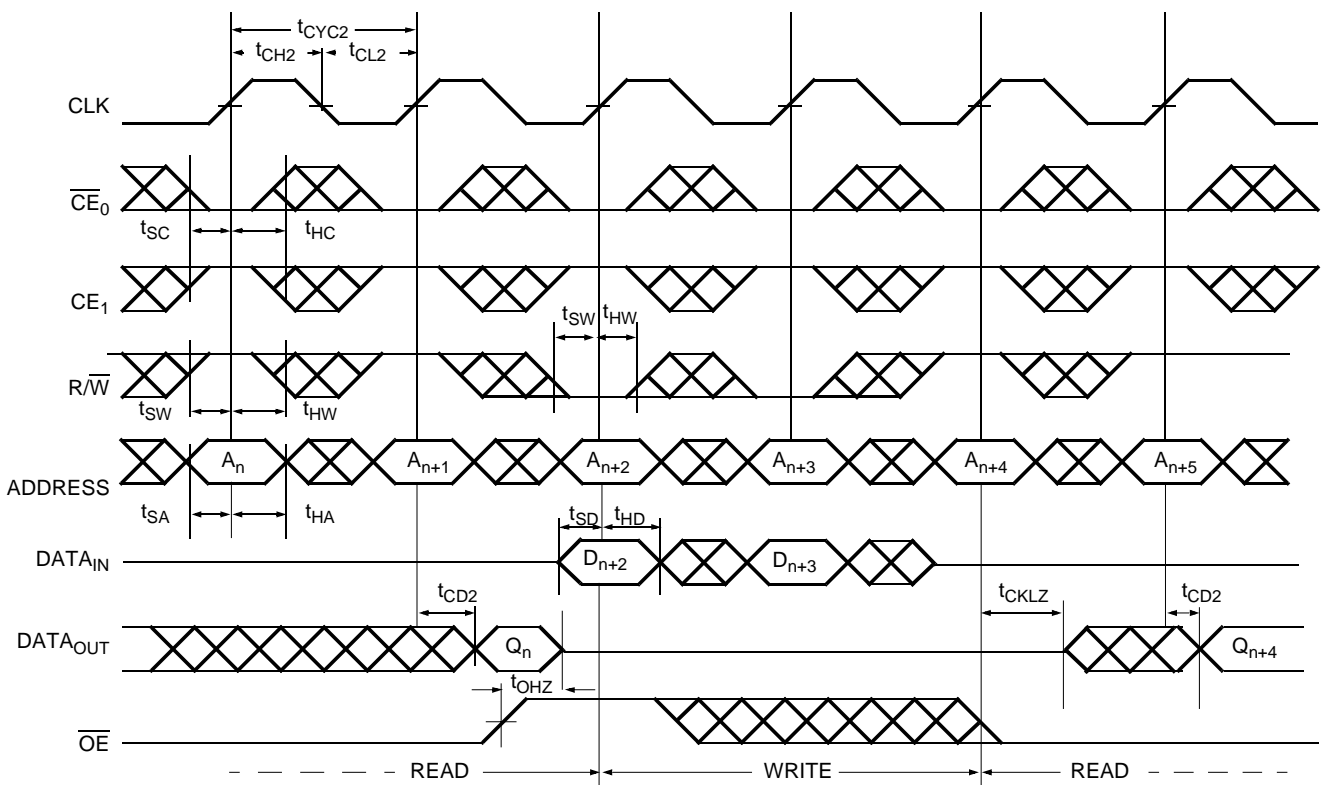 tCYC2
tCH2 tCL2
CLK
CE0
tSC tHC
CE1
tSW tHW
R/W
tSW tHW
An An+1 An+2 An+3 An+4 An+5
ADDRESS
tSA tHA tSD tHD
DATAIN Dn+2 Dn+3
tCD2 tCKLZ tCD2
DATAOUT Qn Qn+4
tOHZ
OE
READ WRITE READ